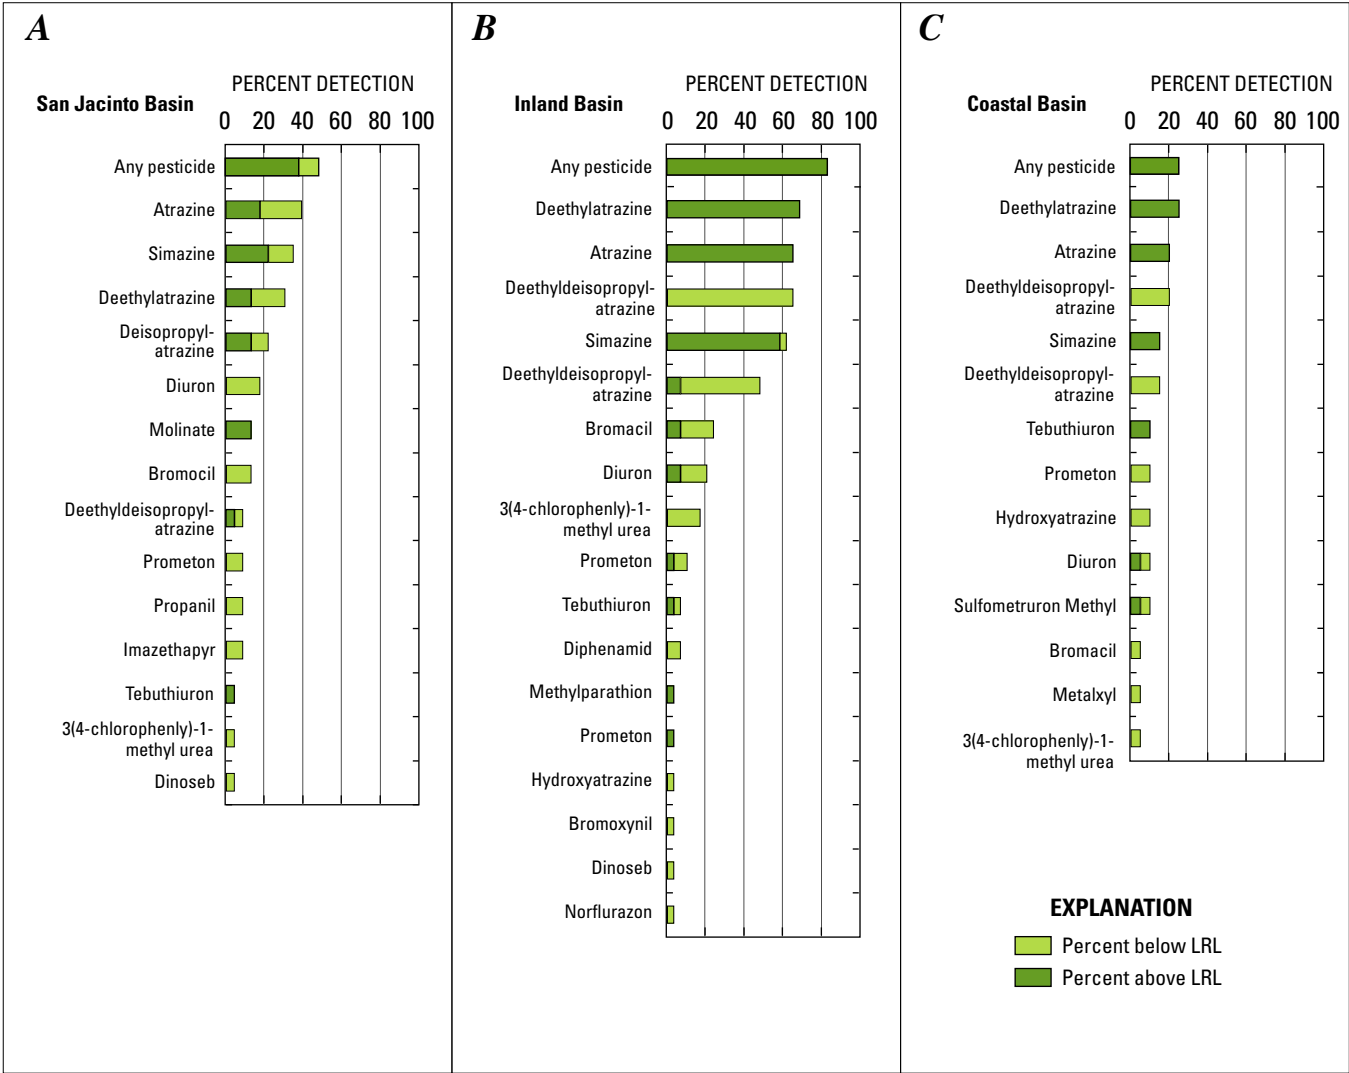 A
PERCENT DETECTION
San Jacinto Basin
0 20 40 60 80 100
Any pesticide
Atrazine
Simazine
Deethylatrazine
Deisopropyl-
atrazine
Diuron
Molinate
Bromocil
Deethyldeisopropyl-
atrazine
Prometon
Propanil
Imazethapyr
Tebuthiuron
3(4-chlorophenly)-1-
methyl urea
Dinoseb
B
PERCENT DETECTION
Inland Basin
0 20 40 60 80 100
Any pesticide
Deethylatrazine
Atrazine
Deethyldeisopropyl-
atrazine
Simazine
Deethyldeisopropyl-
atrazine
Bromacil
Diuron
3(4-chlorophenly)-1-
methyl urea
Prometon
Tebuthiuron
Diphenamid
Methylparathion
Prometon
Hydroxyatrazine
Bromoxynil
Dinoseb
Norflurazon
C
PERCENT DETECTION
Coastal Basin
0 20 40 60 80 100
Any pesticide
Deethylatrazine
Atrazine
Deethyldeisopropyl-
atrazine
Simazine
Deethyldeisopropyl-
atrazine
Tebuthiuron
Prometon
Hydroxyatrazine
Diuron
Sulfometruron Methyl
Bromacil
Metalxyl
3(4-chlorophenly)-1-
methyl urea
EXPLANATION
Percent below LRL
Percent above LRL